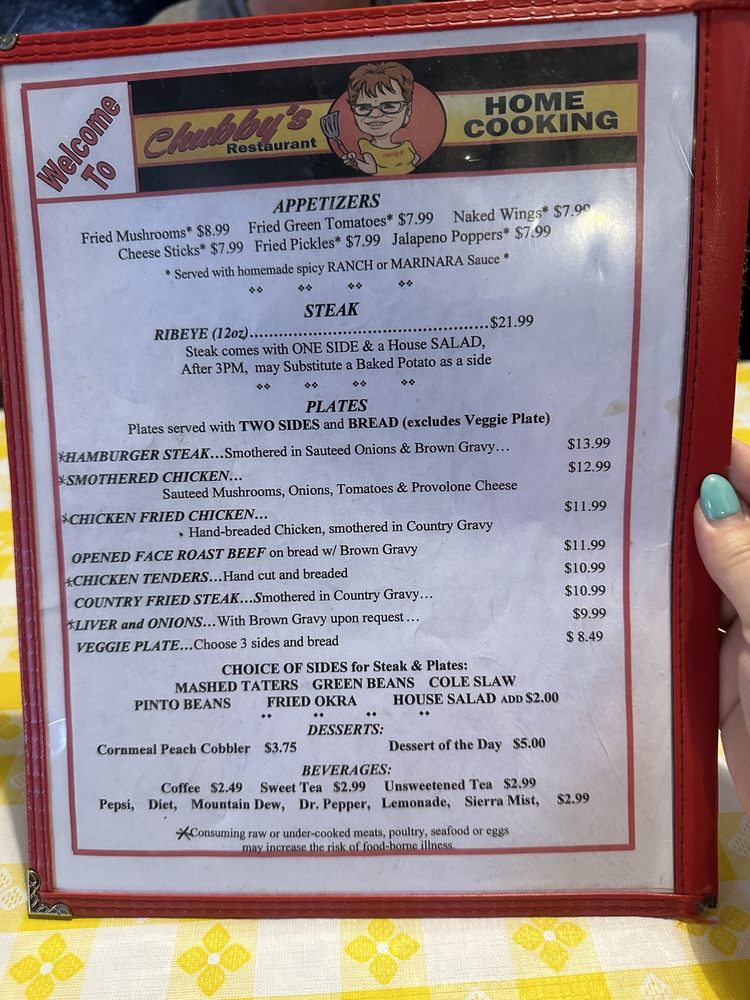 Welcome To
Chubby's
Restaurant
HOME
COOKING
APPETIZERS
Fried Mushrooms* $8.99 Fried Green Tomatoes* $7.99 Naked Wings* $7.99
Cheese Sticks* $7.99 Fried Pickles* $7.99 Jalapeno Poppers* $7.99
* Served with homemade spicy RANCH or MARINARA Sauce *
STEAK
RIBEYE (12oz)................................................$21.99
Steak comes with ONE SIDE & a House SALAD,
After 3PM, may Substitute a Baked Potato as a side
PLATES
Plates served with TWO SIDES and BREAD (excludes Veggie Plate)
*HAMBURGER STEAK...Smothered in Sauteed Onions & Brown Gravy... $13.99
*SMOTHERED CHICKEN... $12.99
Sauteed Mushrooms, Onions, Tomatoes & Provolone Cheese
*CHICKEN FRIED CHICKEN... $11.99
Hand-breaded Chicken, smothered in Country Gravy
OPENED FACE ROAST BEEF on bread w/ Brown Gravy $11.99
*CHICKEN TENDERS...Hand cut and breaded $10.99
COUNTRY FRIED STEAK...Smothered in Country Gravy... $10.99
*LIVER and ONIONS...With Brown Gravy upon request... $9.99
VEGGIE PLATE...Choose 3 sides and bread $ 8.49
CHOICE OF SIDES for Steak & Plates:
MASHED TATERS GREEN BEANS COLE SLAW
PINTO BEANS FRIED OKRA HOUSE SALAD ADD $2.00
DESSERTS:
Cornmeal Peach Cobbler $3.75 Dessert of the Day $5.00
BEVERAGES:
Coffee $2.49 Sweet Tea $2.99 Unsweetened Tea $2.99
Pepsi, Diet, Mountain Dew, Dr. Pepper, Lemonade, Sierra Mist, $2.99
*Consuming raw or under-cooked meats, poultry, seafood or eggs
may increase the risk of food-borne illness.